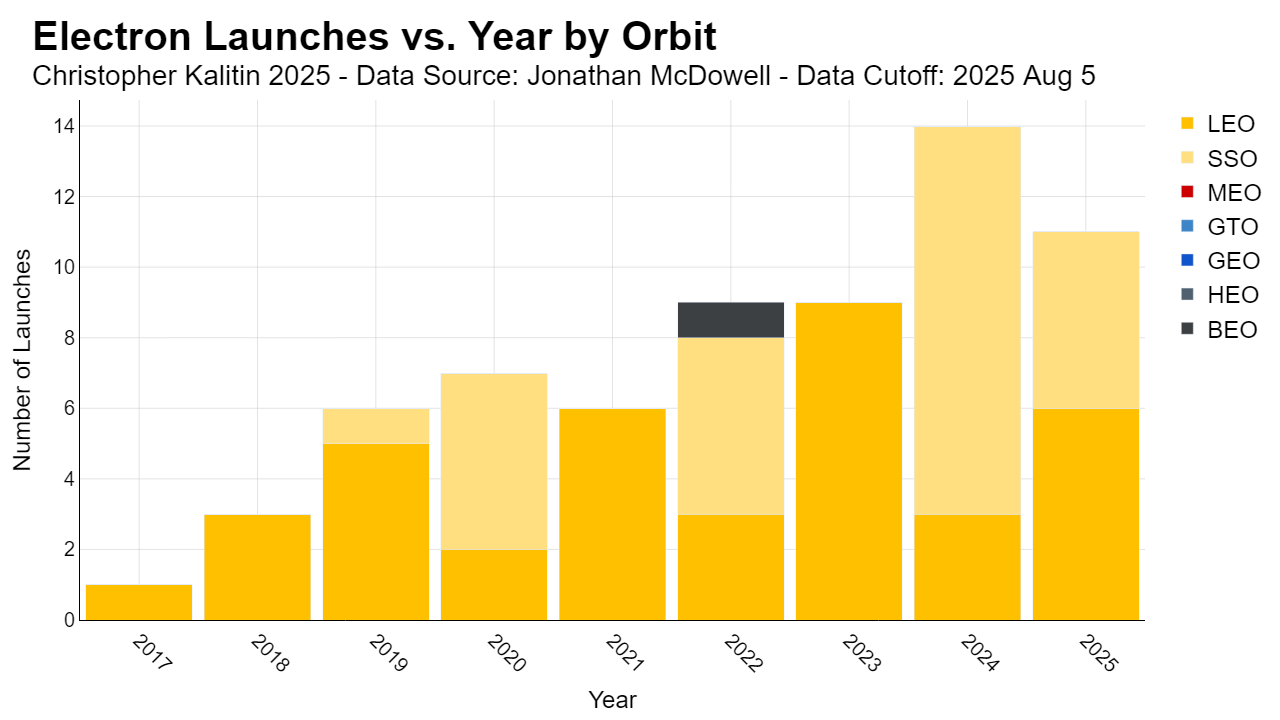 Electron Launches vs. Year by Orbit
Christopher Kalitin 2025 - Data Source: Jonathan McDowell - Data Cutoff: 2025 Aug 5
Number of Launches
14
12
10
8
6
4
2
0
2017
2018
2019
2020
2021
2022
2023
2024
2025
Year
LEO
SSO
MEO
GTO
GEO
HEO
BEO